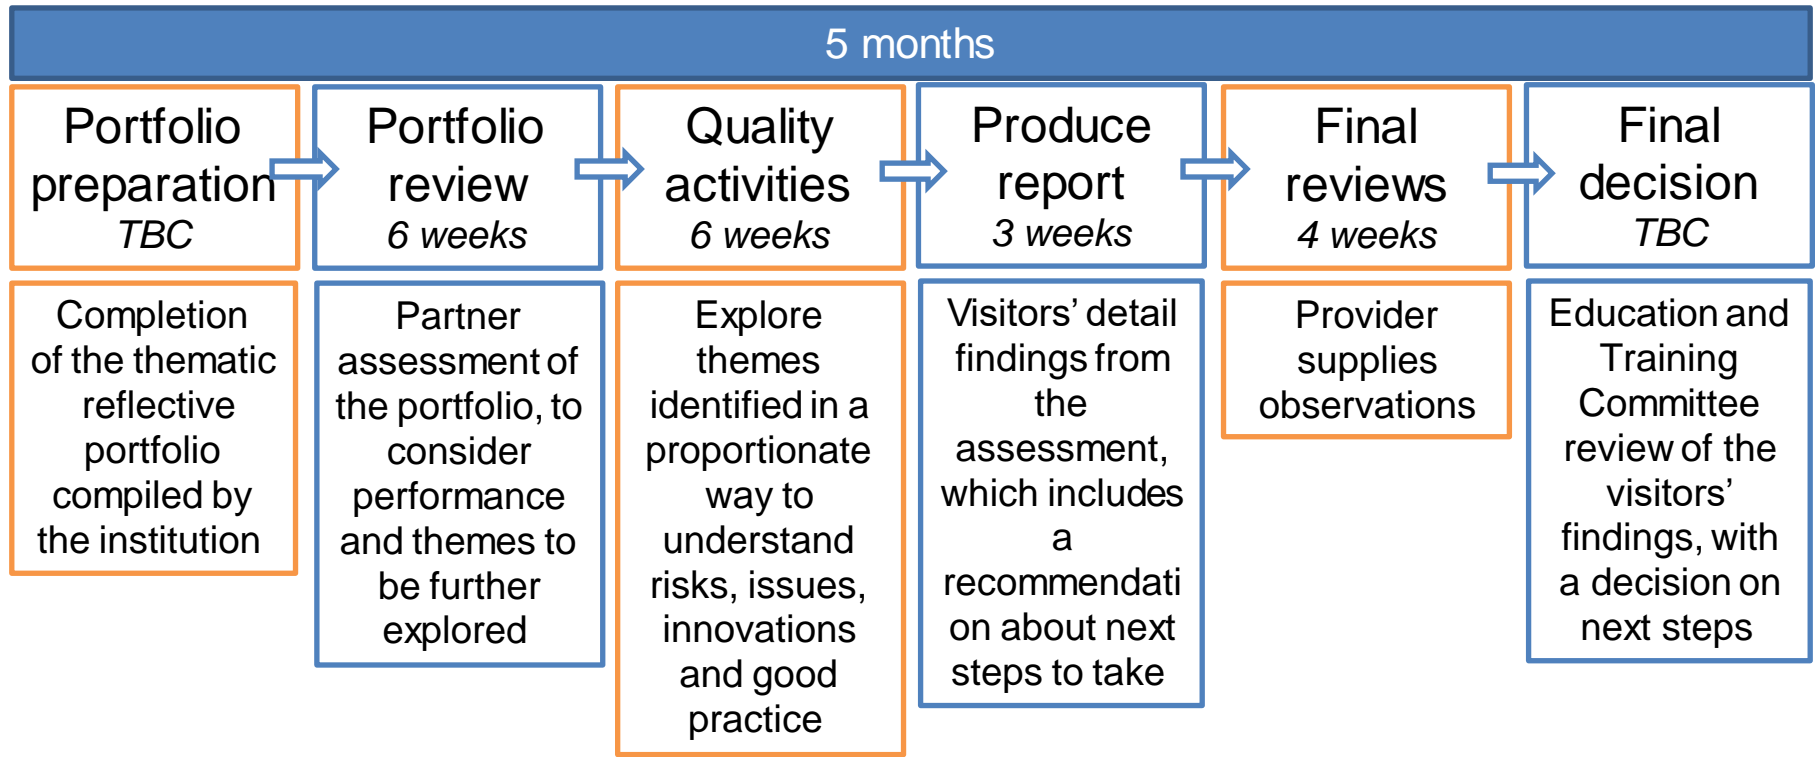 5 months
Portfolio
preparation
TBC
Portfolio
review
6 weeks
Quality
activities
6 weeks
Produce
report
3 weeks
Final
reviews
4 weeks
Final
decision
TBC
Completion
of the thematic
reflective
portfolio
compiled by
the institution
Partner
assessment of
the portfolio, to
consider
performance
and themes to
be further
explored
Explore
themes
identified in a
proportionate
way to
understand
risks, issues,
innovations
and good
practice
Visitors’ detail
findings from
the
assessment,
which includes
a
recommendati
on about next
steps to take
Provider
supplies
observations
Education and
Training
Committee
review of the
visitors’
findings, with
a decision on
next steps